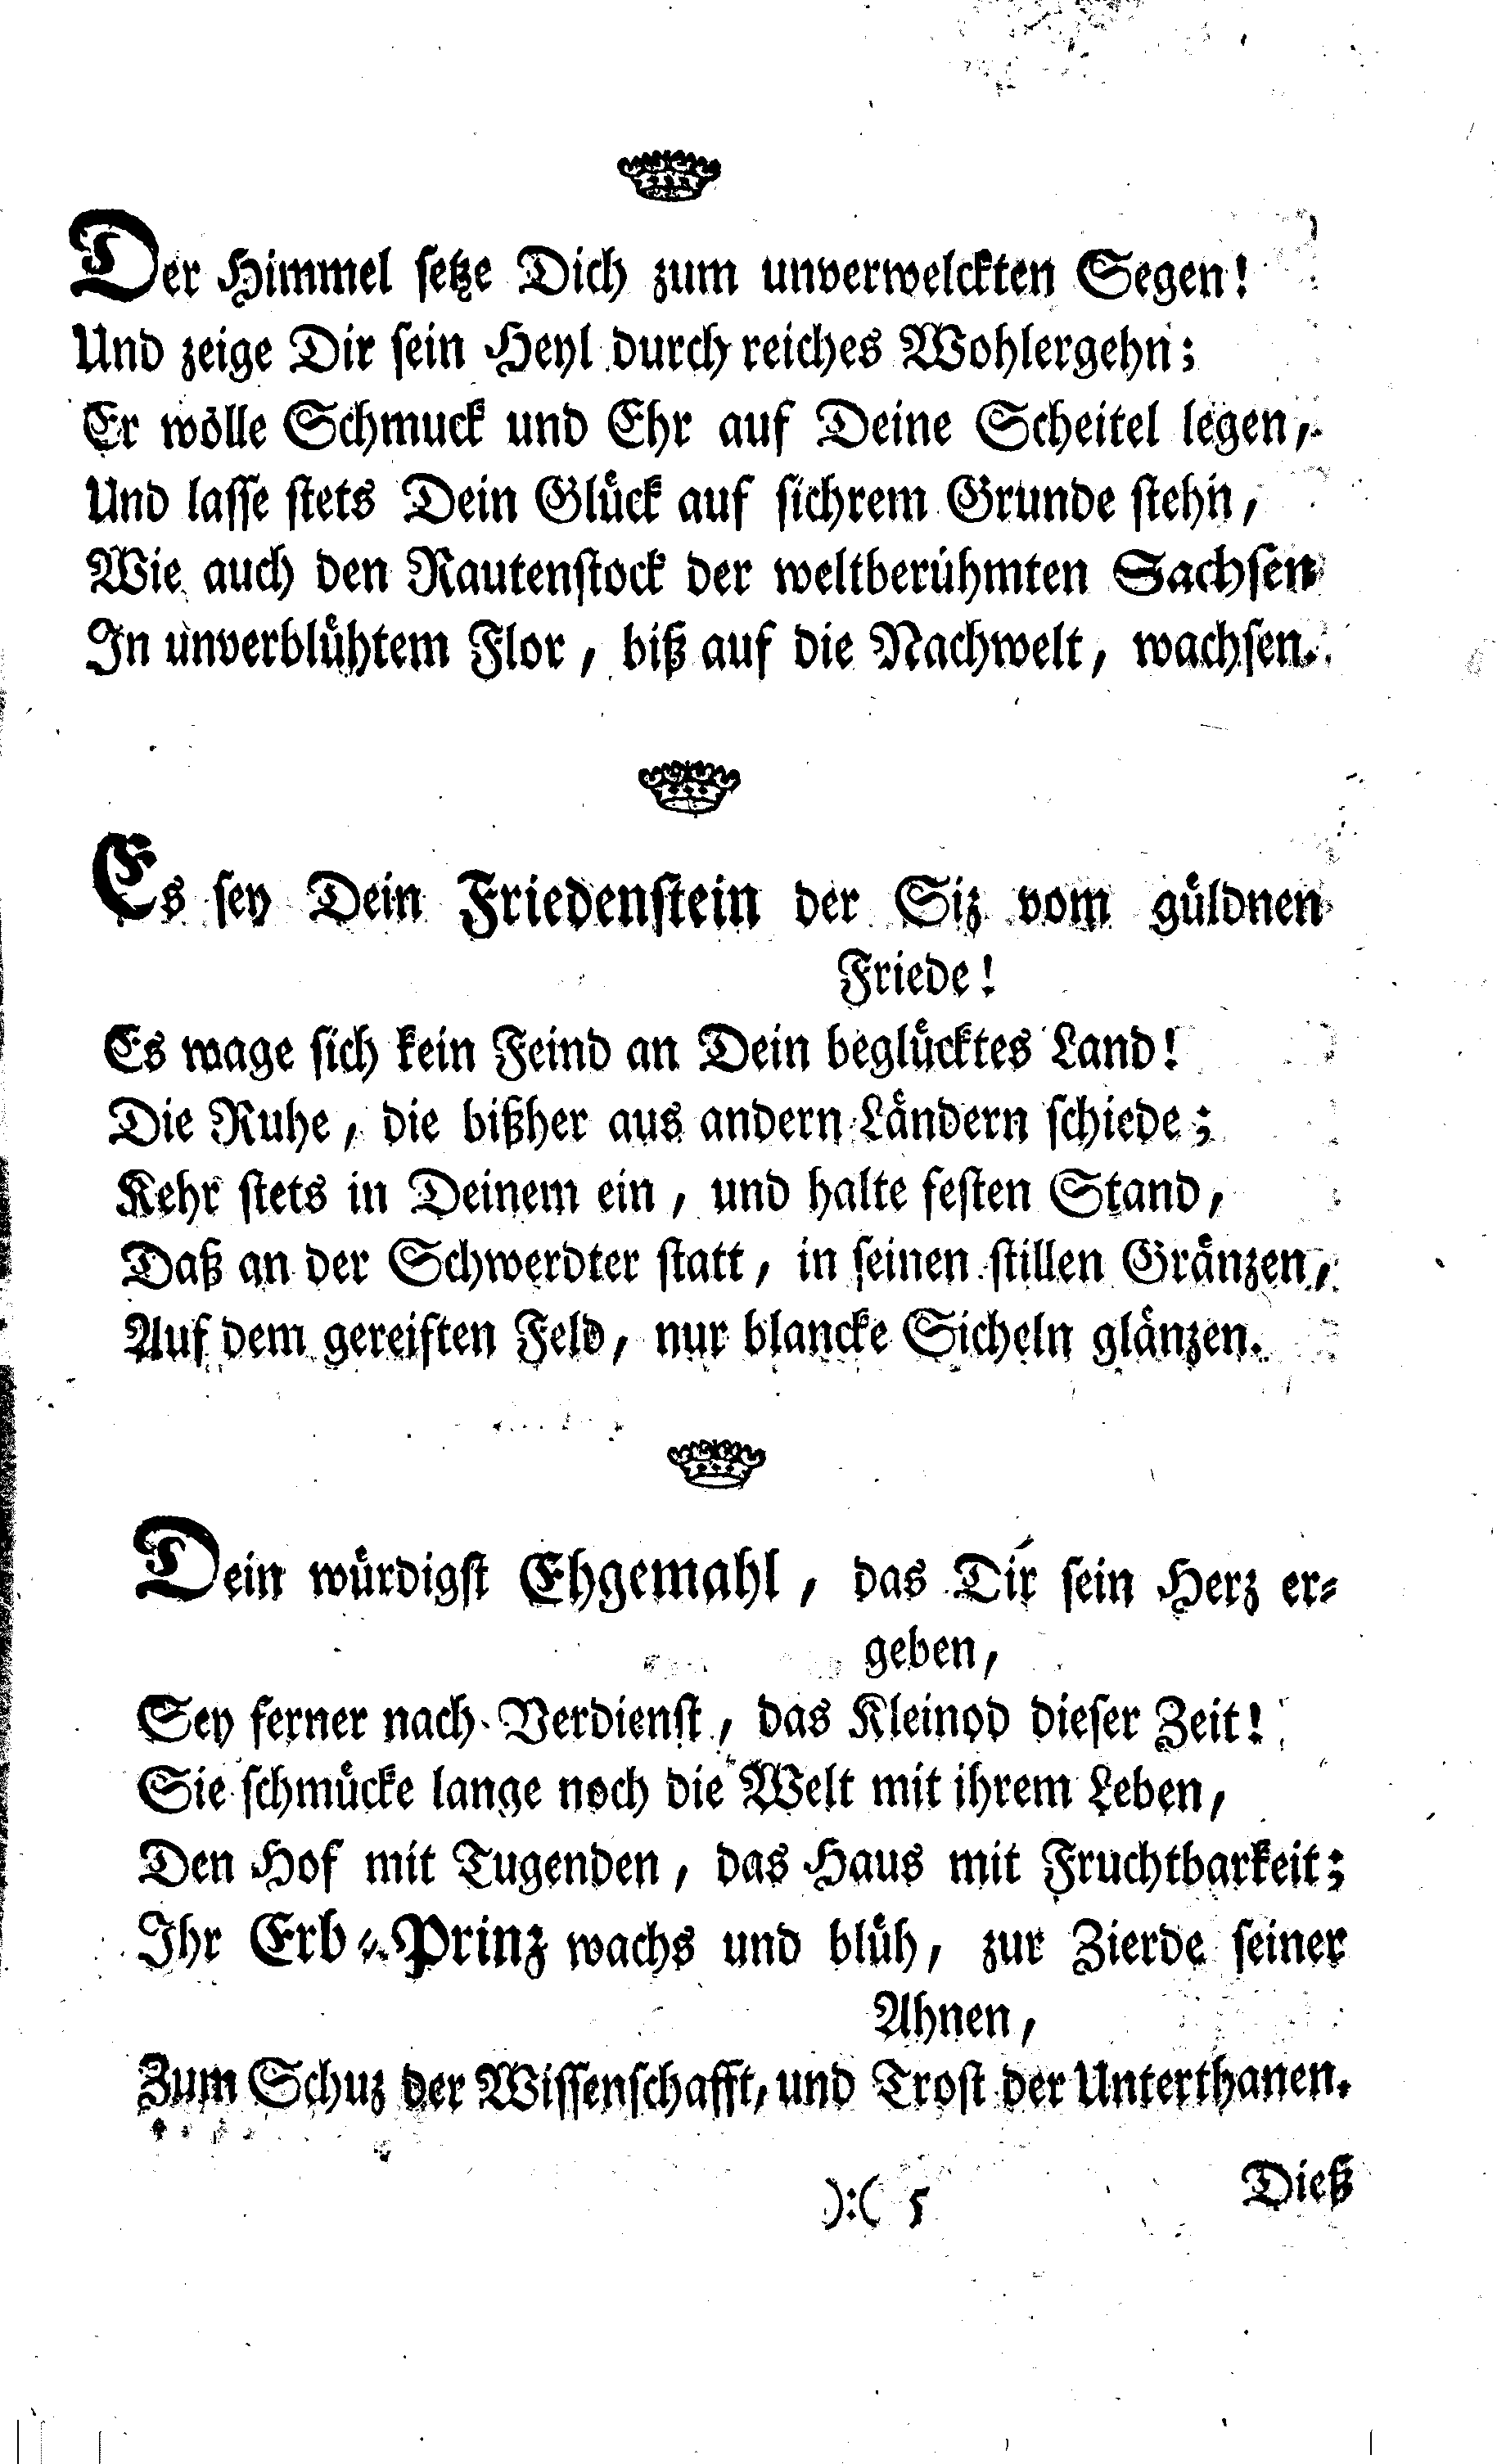 Der Himmel setze Dich zum unverwelckten Segen!
Und zeige Dir sein Heyl durch reiches Wohlergehn;
Er wolle Schmuck und Ehr auf Deine Scheitel legen,
Und lasse stets Dein Glück auf sichrem Grunde stehn,
Wie auch den Rautenstock der weltberühmten Sachsen
In unverblühtem Flor, biß auf die Nachwelt, wachsen.
Es sey Dein Friedenstein der Siz vom güldnen
Friede!
Es wage sich kein Feind an Dein beglücktes Land!
Die Ruhe, die bißher aus andern Ländern schiede;
Kehr stets in Deinem ein, und halte festen Stand,
Daß an der Schwerdter statt, in seinen stillen Gränzen,
Auf dem gereiften Feld, nur blancke Sicheln glänzen.
Dein würdigst Ehgemahl, das Dir sein Herz er-
geben,
Sey ferner nach Verdienst, das Kleinod dieser Zeit!
Sie schmücke lange noch die Welt mit ihrem Leben,
Den Hof mit Tugenden, das Haus mit Fruchtbarkeit;
Ihr Erb-Prinz wachs und blüh, zur Zierde seiner
Ahnen,
Zum Schuz der Wissenschafft, und Trost der Unterthanen.
):( 5
Dieß